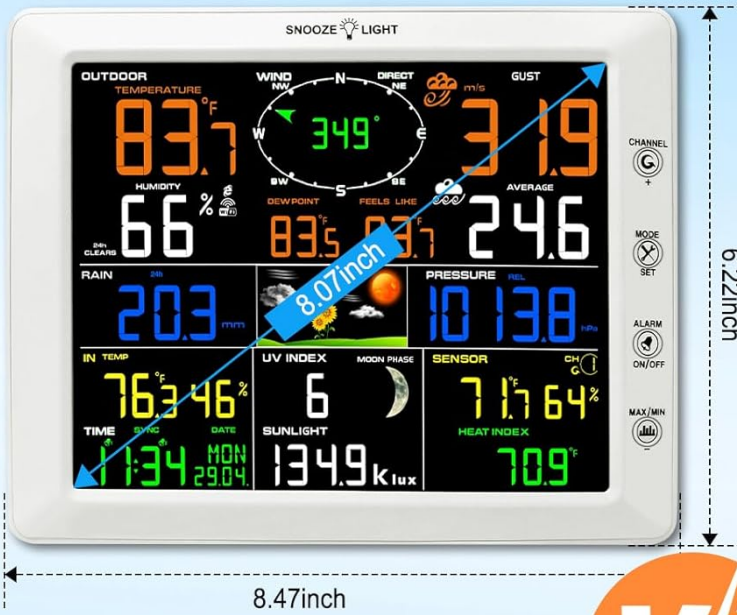 SNOOZE LIGHT
OUTDOOR
TEMPERATURE
83.7 °F
WIND DIRECT
NW N NE
W 349° E
SW S SE
m/s GUST
31.9
HUMIDITY
66 %
WIFI
24h
CLEARS
DEWPOINT FEELS LIKE
83.5 °F
AVERAGE
24.6
RAIN 24h
20.3 mm
PRESSURE REL
1013.8 hPa
IN TEMP
76.3 °F 46 %
UV INDEX MOON PHASE
6
SENSOR CH 1
71.7 °F 64 %
TIME SYNC DATE
11:34 MON
29.04.
SUNLIGHT
134.9 k lux
HEAT INDEX
70.9 °F
8.07inch
CHANNEL
+
MODE
SET
ALARM
ON/OFF
MAX/MIN
−
6.22inch
8.47inch